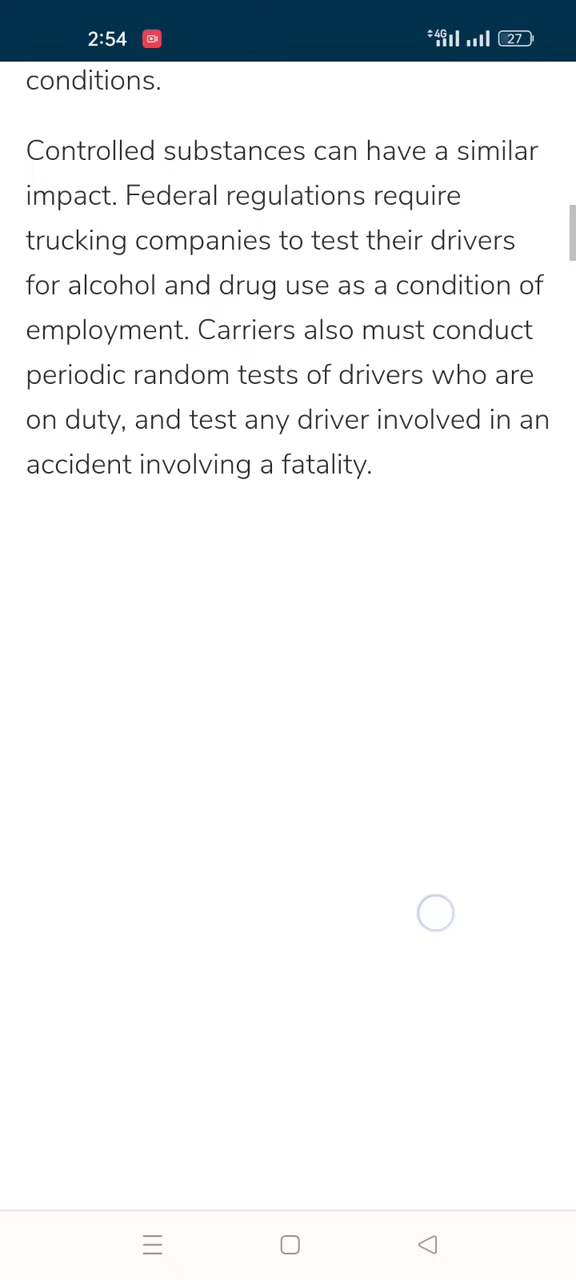 2:54
4G
27
conditions.
Controlled substances can have a similar
impact. Federal regulations require
trucking companies to test their drivers
for alcohol and drug use as a condition of
employment. Carriers also must conduct
periodic random tests of drivers who are
on duty, and test any driver involved in an
accident involving a fatality.